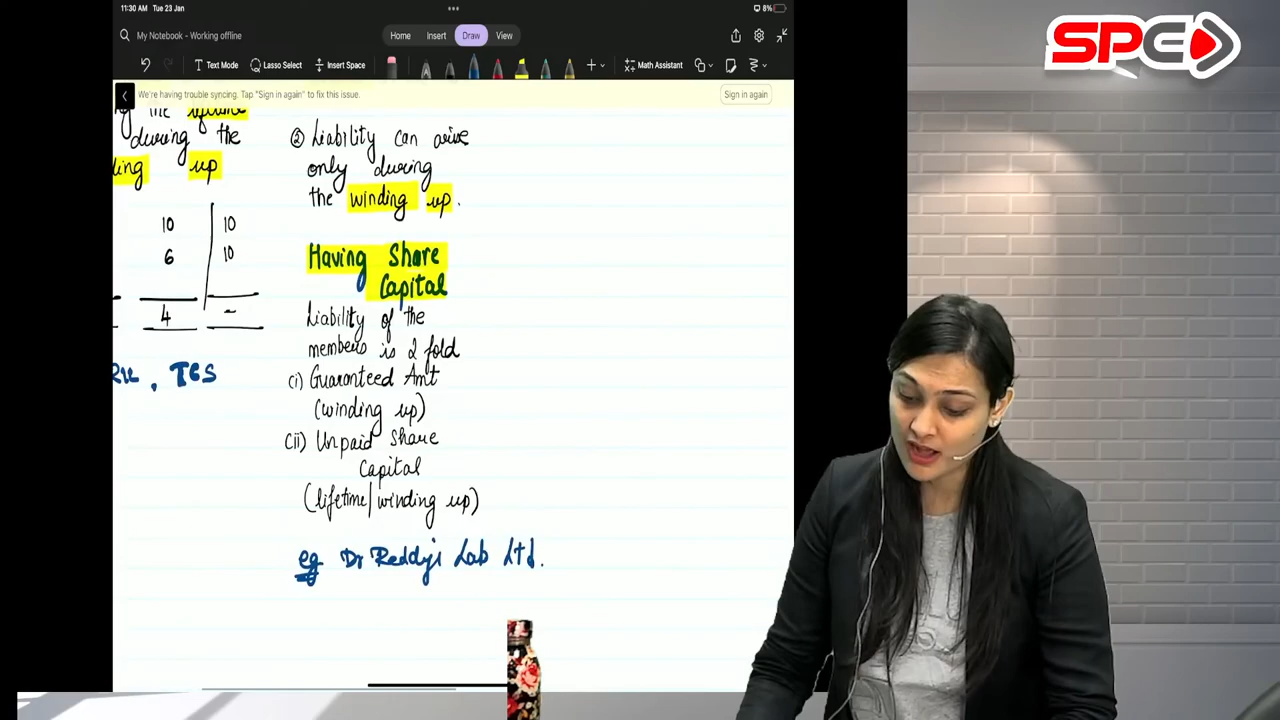 11:30 AM Tue 23 Jan
8%
My Notebook - Working offline
Home Insert Draw View
Text Mode Lasso Select Insert Space Math Assistant
We're having trouble syncing. Tap "Sign in again" to fix this issue.
Sign in again
the
during the
up
10 10
6 10
4 -
, TCS
② Liability can arise
only during
the winding up.
Having Share
Capital
Liability of the
members is 2 fold
(i) Guaranteed Amt
(winding up)
(ii) Unpaid Share
Capital
(lifetime/winding up)
eg Dr Reddy's Lab Ltd.
SPC